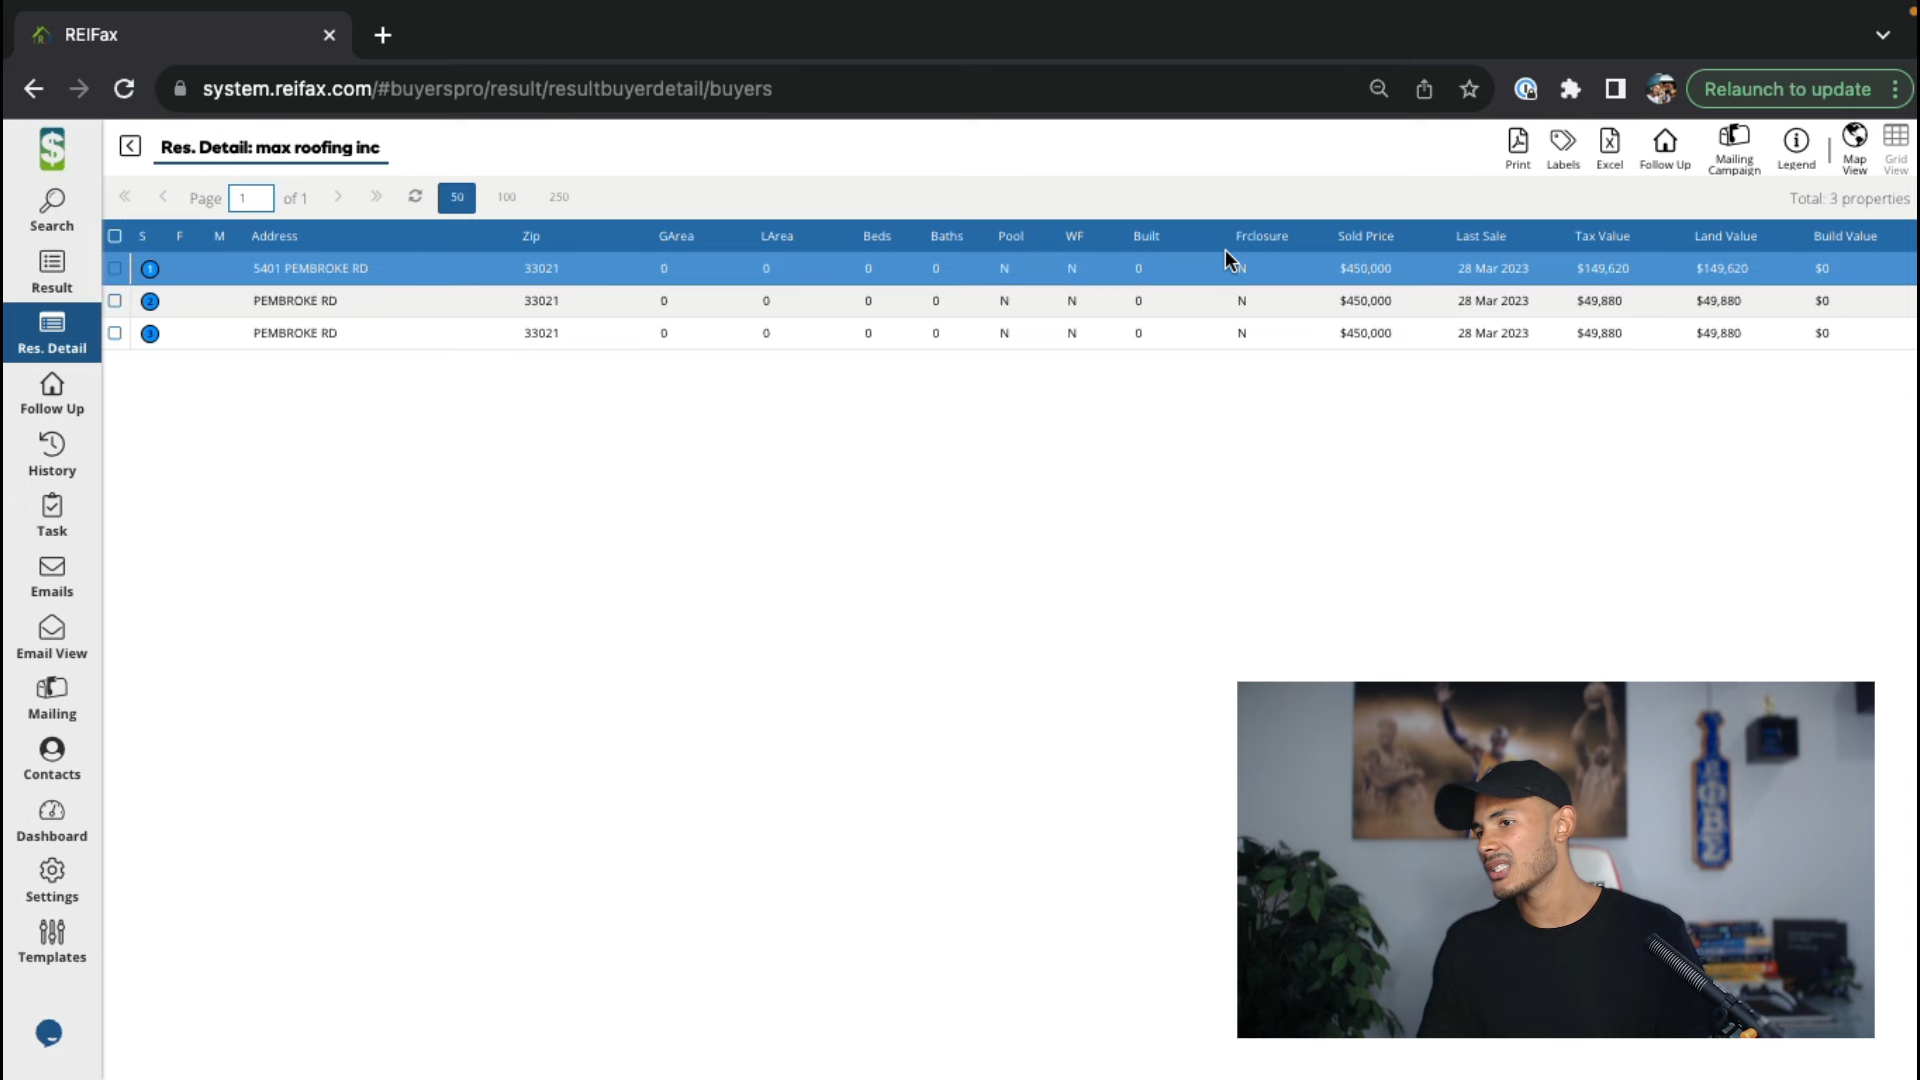 REIFax
system.reifax.com/#buyerspro/result/resultbuyerdetail/buyers
Relaunch to update
Res. Detail: max roofing inc
Print Labels Excel Follow Up Mailing Campaign Legend Map View Grid View
Page 1 of 1 50 100 250 Total: 3 properties
S F M Address Zip GArea LArea Beds Baths Pool WF Built Frclosure Sold Price Last Sale Tax Value Land Value Build Value
1 5401 PEMBROKE RD 33021 0 0 0 0 N N 0 N $450,000 28 Mar 2023 $149,620 $149,620 $0
2 PEMBROKE RD 33021 0 0 0 0 N N 0 N $450,000 28 Mar 2023 $49,880 $49,880 $0
3 PEMBROKE RD 33021 0 0 0 0 N N 0 N $450,000 28 Mar 2023 $49,880 $49,880 $0
Search
Result
Res. Detail
Follow Up
History
Task
Emails
Email View
Mailing
Contacts
Dashboard
Settings
Templates
ΦΒΣ